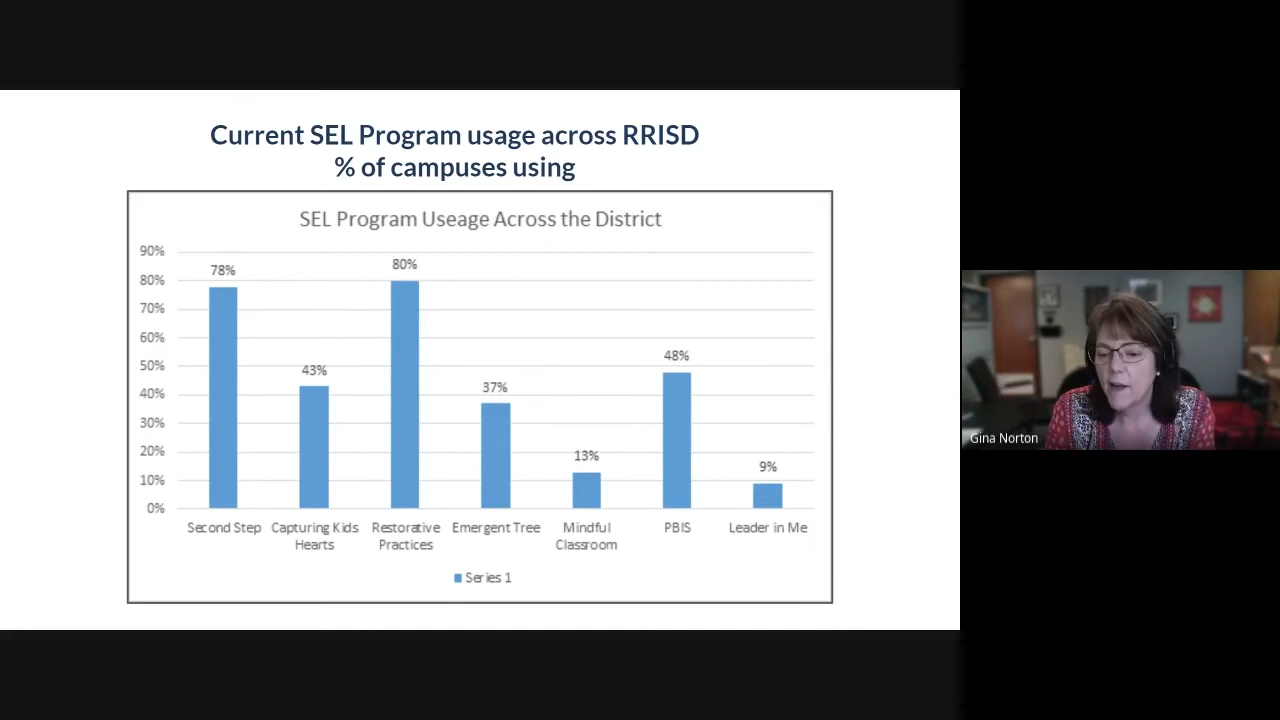 Current SEL Program usage across RRISD
% of campuses using
SEL Program Useage Across the District
90%
80%
70%
60%
50%
40%
30%
20%
10%
0%
78%
43%
80%
37%
13%
48%
9%
Second Step
Capturing Kids
Hearts
Restorative
Practices
Emergent Tree
Mindful
Classroom
PBIS
Leader in Me
Series 1
Gina Norton